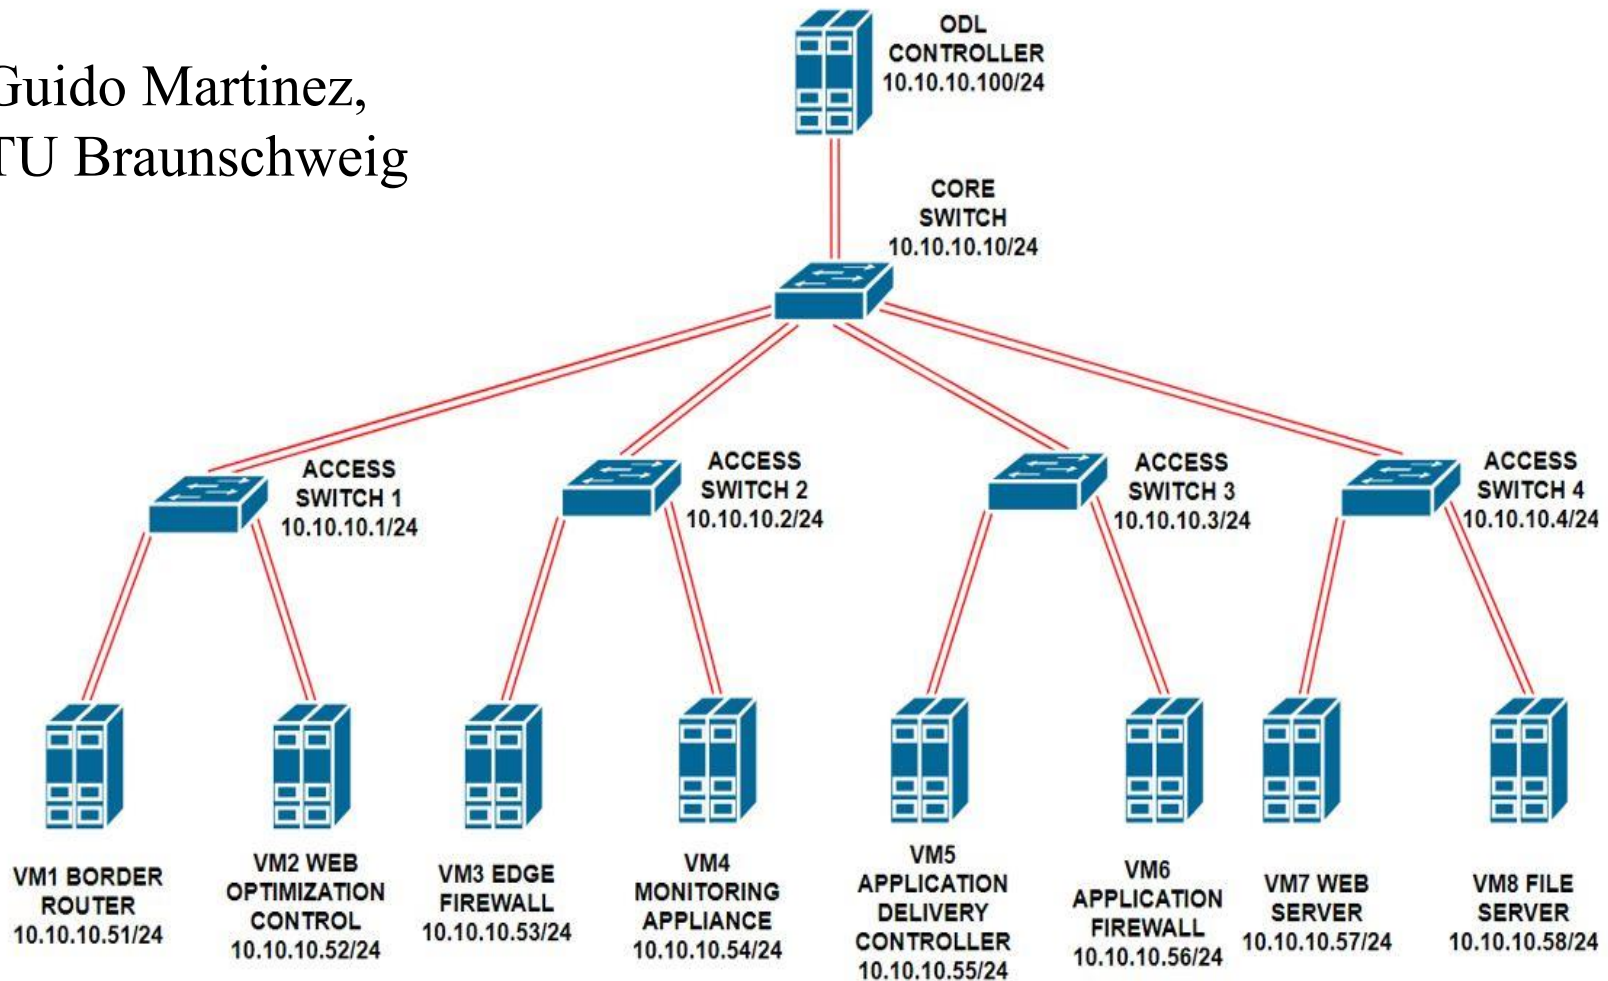 Guido Martinez,
TU Braunschweig
ODL
CONTROLLER
10.10.10.100/24
CORE
SWITCH
10.10.10.10/24
ACCESS
SWITCH 1
10.10.10.1/24
ACCESS
SWITCH 2
10.10.10.2/24
ACCESS
SWITCH 3
10.10.10.3/24
ACCESS
SWITCH 4
10.10.10.4/24
VM1 BORDER
ROUTER
10.10.10.51/24
VM2 WEB
OPTIMIZATION
CONTROL
10.10.10.52/24
VM3 EDGE
FIREWALL
10.10.10.53/24
VM4
MONITORING
APPLIANCE
10.10.10.54/24
VM5
APPLICATION
DELIVERY
CONTROLLER
10.10.10.55/24
VM6
APPLICATION
FIREWALL
10.10.10.56/24
VM7 WEB
SERVER
10.10.10.57/24
VM8 FILE
SERVER
10.10.10.58/24